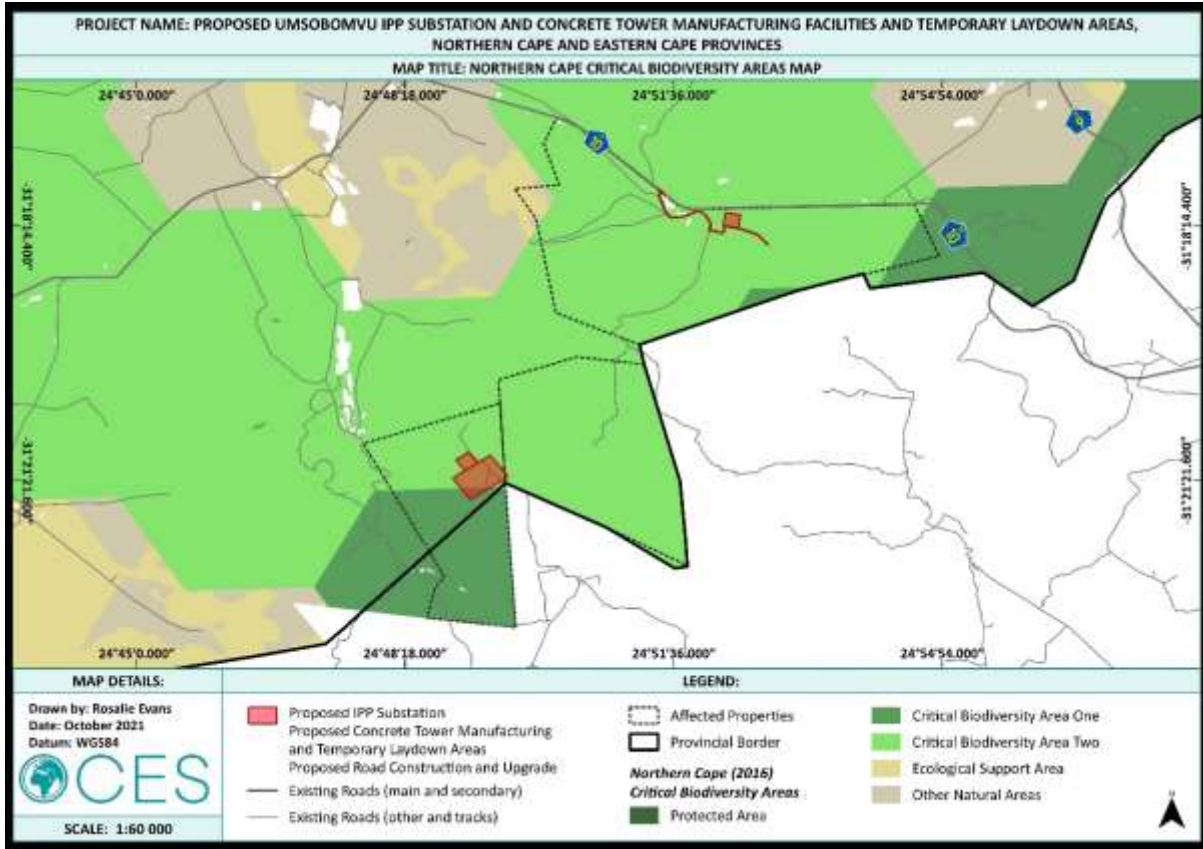 PROJECT NAME: PROPOSED UMSOBOMVU IPP SUBSTATION AND CONCRETE TOWER MANUFACTURING FACILITIES AND TEMPORARY LAYDOWN AREAS,
NORTHERN CAPE AND EASTERN CAPE PROVINCES
MAP TITLE: NORTHERN CAPE CRITICAL BIODIVERSITY AREAS MAP
24°45'0.000" 24°48'18.000" 24°51'36.000" 24°54'54.000"
-31°18'14.400" -31°18'14.400"
-31°21'21.600" -31°21'21.600"
24°45'0.000" 24°48'18.000" 24°51'36.000" 24°54'54.000"
MAP DETAILS:
Drawn by: Rosalie Evans
Date: October 2021
Datum: WGS84
CES
SCALE: 1:60 000
LEGEND:
Proposed IPP Substation
Proposed Concrete Tower Manufacturing
and Temporary Laydown Areas
Proposed Road Construction and Upgrade
Existing Roads (main and secondary)
Existing Roads (other and tracks)
Affected Properties
Provincial Border
Northern Cape (2016)
Critical Biodiversity Areas
Protected Area
Critical Biodiversity Area One
Critical Biodiversity Area Two
Ecological Support Area
Other Natural Areas